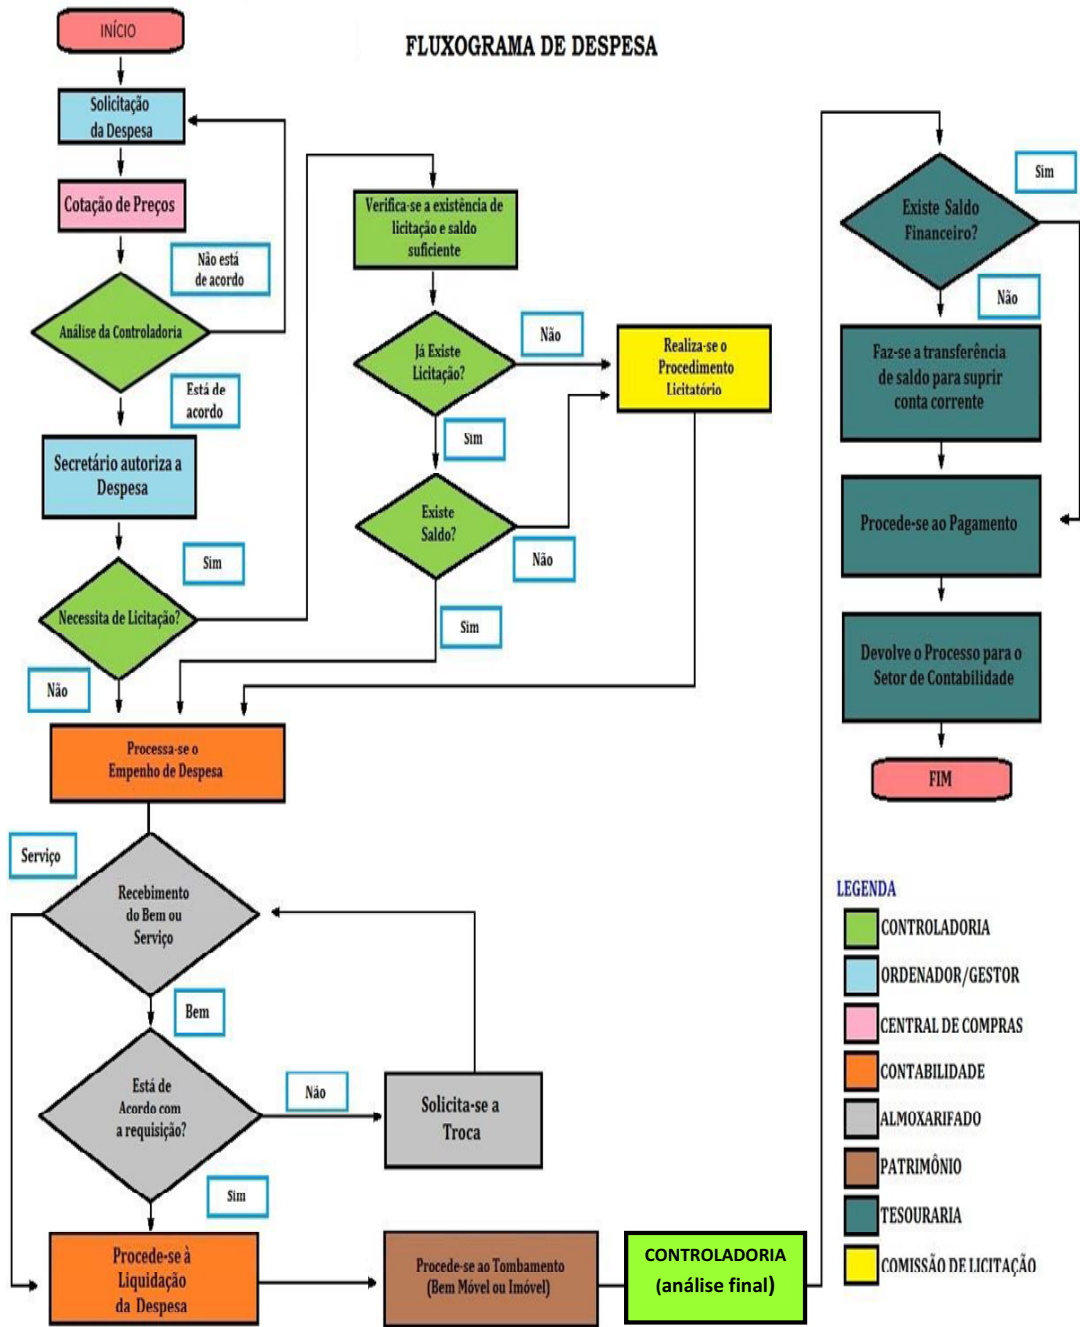 FLUXOGRAMA DE DESPESA
INÍCIO
Solicitação
da Despesa
Cotação de Preços
Não está
de acordo
Análise da Controladoria
Está de
acordo
Secretário autoriza a
Despesa
Sim
Necessita de Licitação?
Não
Verifica-se a existência de
licitação e saldo
suficiente
Já Existe
Licitação?
Não
Realiza-se o
Procedimento
Licitatório
Sim
Existe
Saldo?
Não
Sim
Processa-se o
Empenho de Despesa
Serviço
Recebimento
do Bem ou
Serviço
Bem
Está de
Acordo com
a requisição?
Não
Solicita-se a
Troca
Sim
Procede-se à
Liquidação
da Despesa
Procede-se ao Tombamento
(Bem Móvel ou Imóvel)
CONTROLADORIA
(análise final)
Existe Saldo
Financeiro?
Sim
Não
Faz-se a transferência
de saldo para suprir
conta corrente
Procede-se ao Pagamento
Devolve o Processo para o
Setor de Contabilidade
FIM
LEGENDA
CONTROLADORIA
ORDENADOR/GESTOR
CENTRAL DE COMPRAS
CONTABILIDADE
ALMOXARIFADO
PATRIMÔNIO
TESOURARIA
COMISSÃO DE LICITAÇÃO